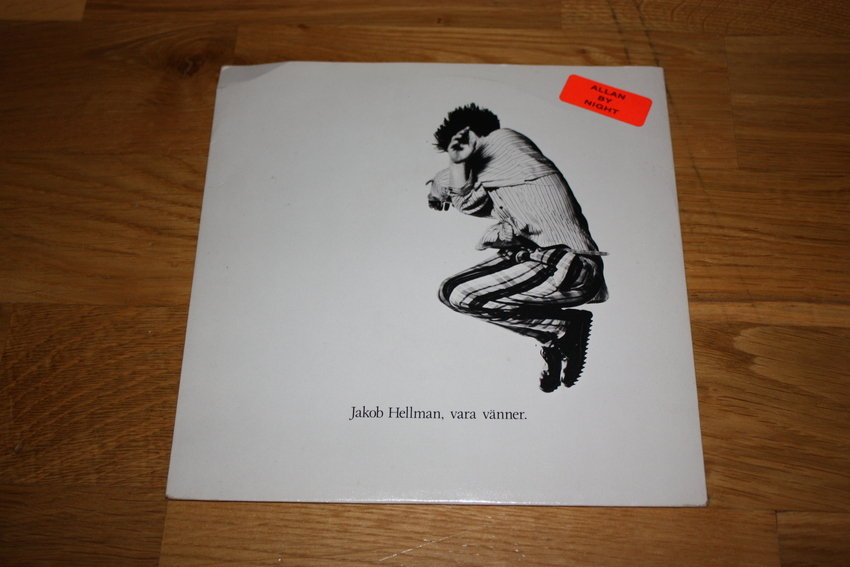 ALLAN
BY
NIGHT
Jakob Hellman, vara vänner.